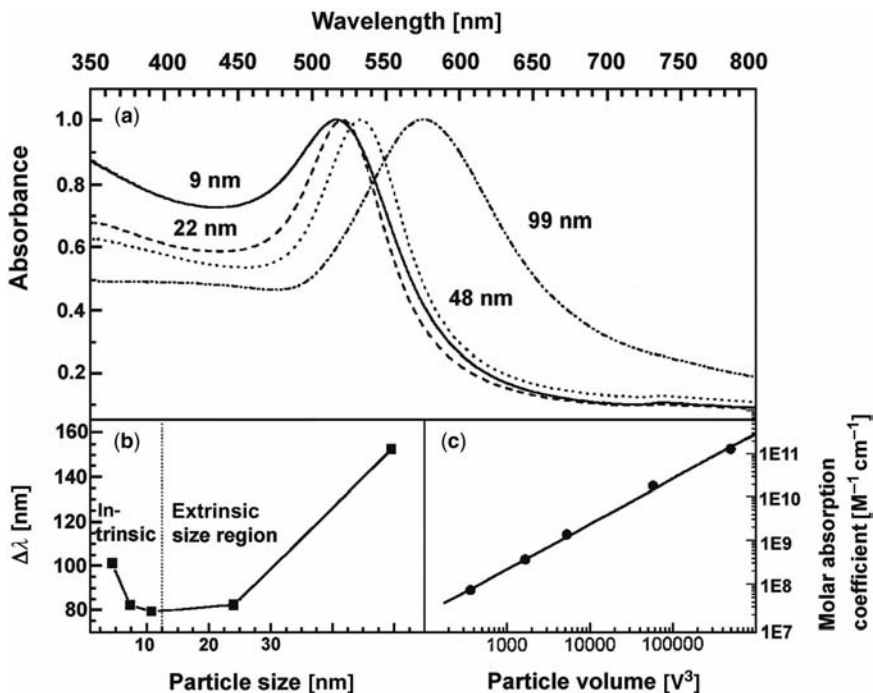 Wavelength [nm]
350 400 450 500 550 600 650 700 750 800
(a)
Absorbance
1.0
0.8
0.6
0.4
0.2
9 nm
22 nm
99 nm
48 nm
(b)
Δλ [nm]
160
140
120
100
80
In-
trinsic
Extrinsic
size region
10 20 30
Particle size [nm]
(c)
1E11
1E10
1E9
1E8
1E7
Molar absorption
coefficient [M⁻¹ cm⁻¹]
1000 10000 100000
Particle volume [V³]